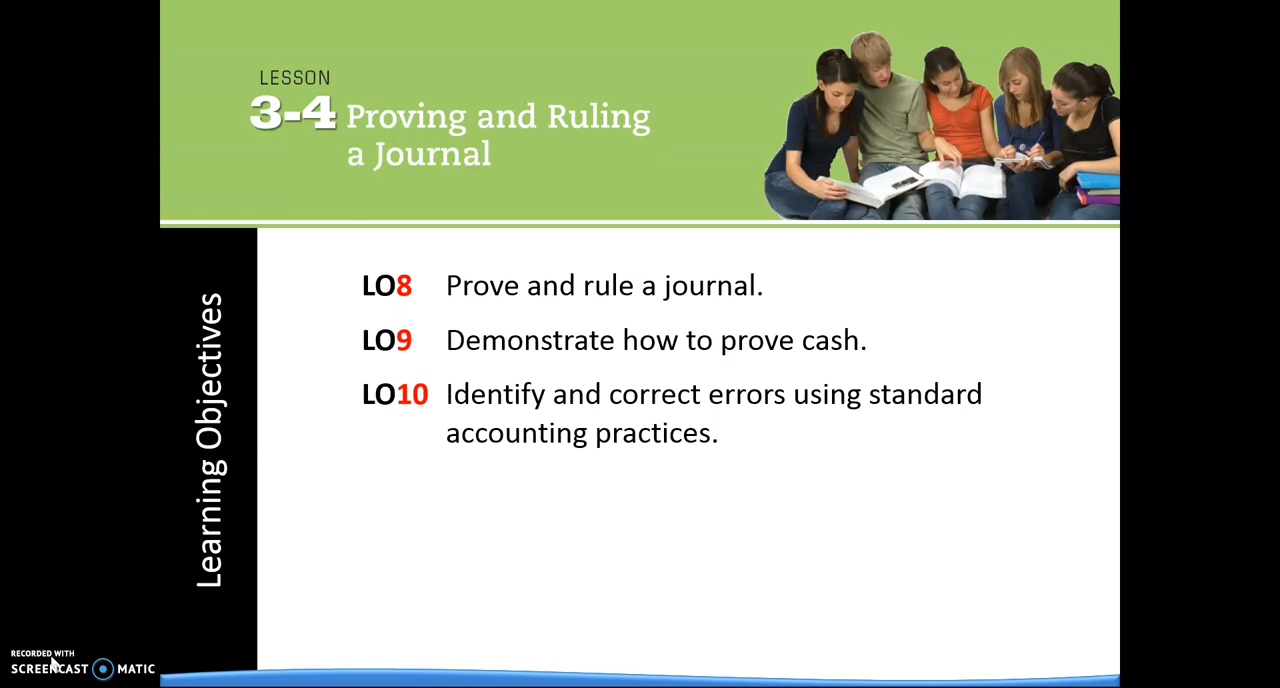 LESSON
3-4 Proving and Ruling
a Journal
Learning Objectives
LO8 Prove and rule a journal.
LO9 Demonstrate how to prove cash.
LO10 Identify and correct errors using standard
accounting practices.
RECORDED WITH
SCREENCAST MATIC